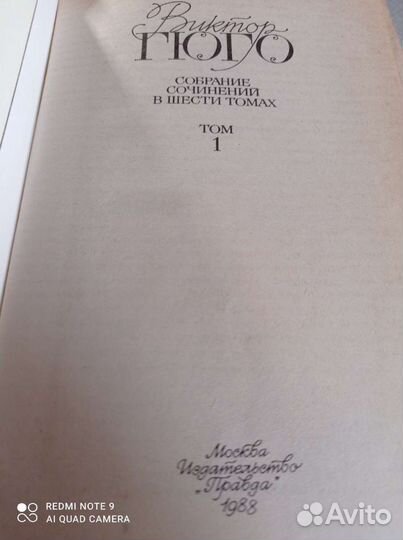 Виктор
ГЮГО
СОБРАНИЕ
СОЧИНЕНИЙ
В ШЕСТИ ТОМАХ
ТОМ
1
Москва
Издательство
„Правда"
1988
REDMI NOTE 9
AI QUAD CAMERA
Avito